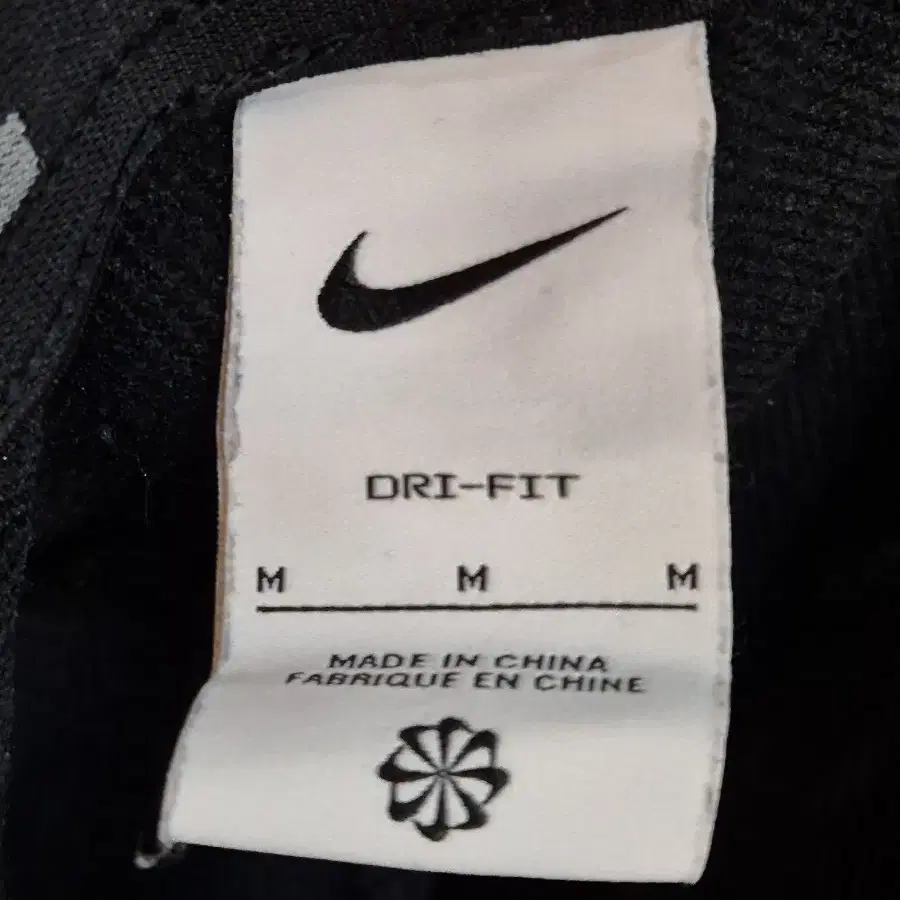 DRI-FIT
M M M
MADE IN CHINA
FABRIQUE EN CHINE